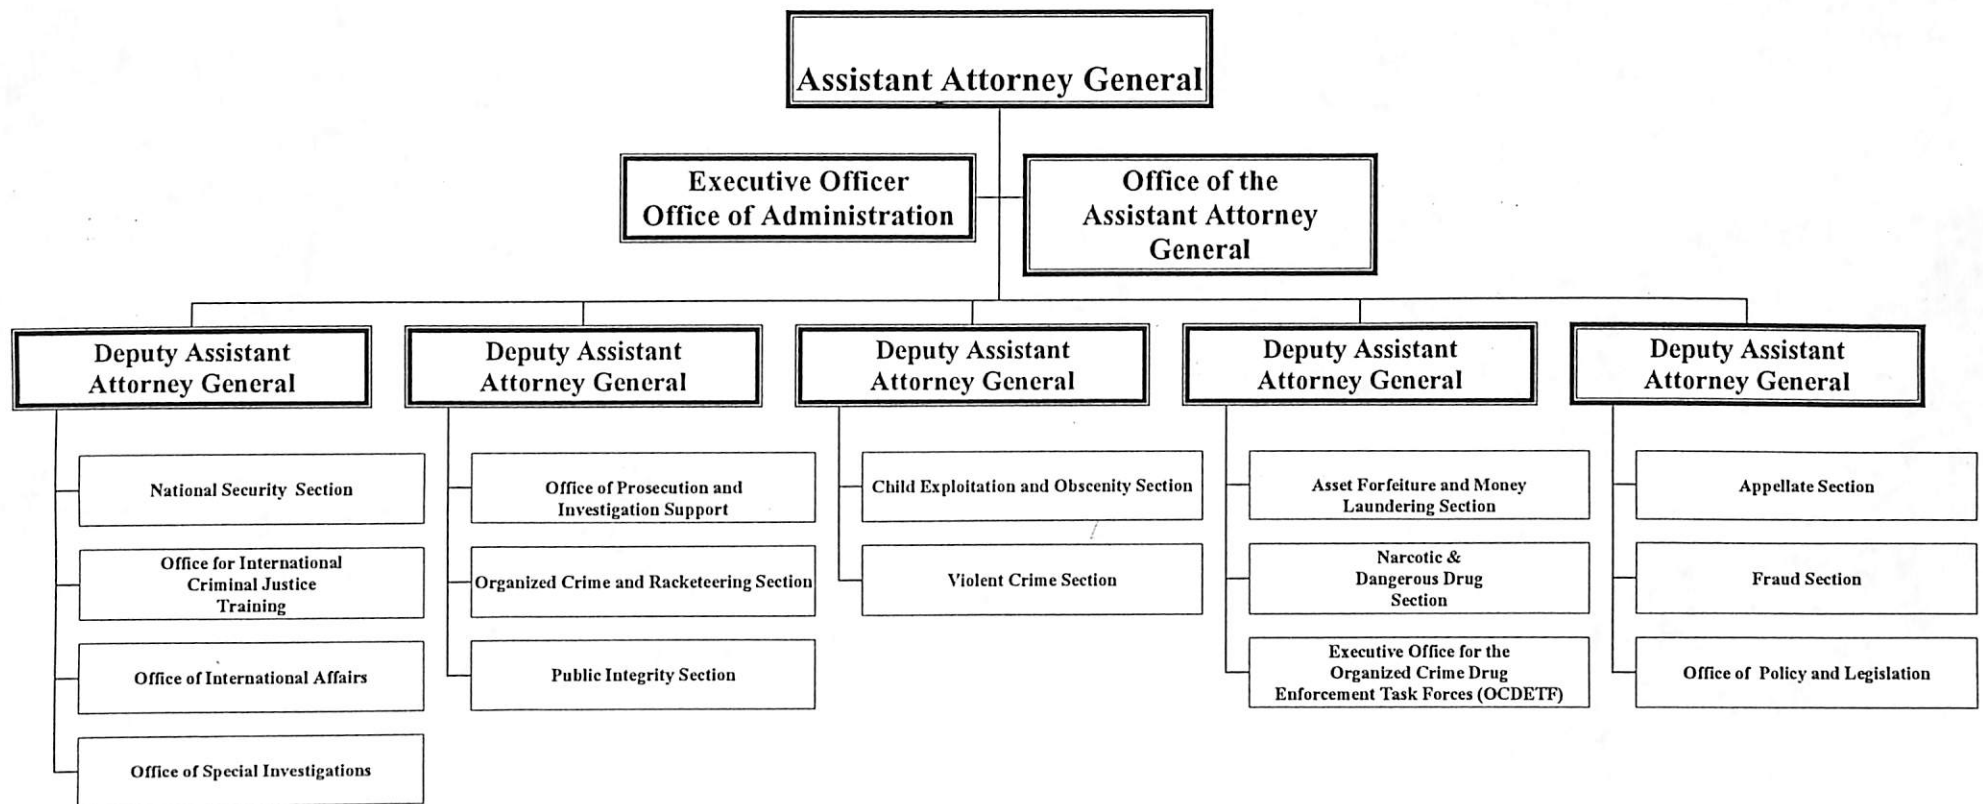 Assistant Attorney General
Executive Officer
Office of Administration
Office of the
Assistant Attorney
General
Deputy Assistant
Attorney General
National Security Section
Office for International
Criminal Justice
Training
Office of International Affairs
Office of Special Investigations
Deputy Assistant
Attorney General
Office of Prosecution and
Investigation Support
Organized Crime and Racketeering Section
Public Integrity Section
Deputy Assistant
Attorney General
Child Exploitation and Obscenity Section
Violent Crime Section
Deputy Assistant
Attorney General
Asset Forfeiture and Money
Laundering Section
Narcotic &
Dangerous Drug
Section
Executive Office for the
Organized Crime Drug
Enforcement Task Forces (OCDETF)
Deputy Assistant
Attorney General
Appellate Section
Fraud Section
Office of Policy and Legislation